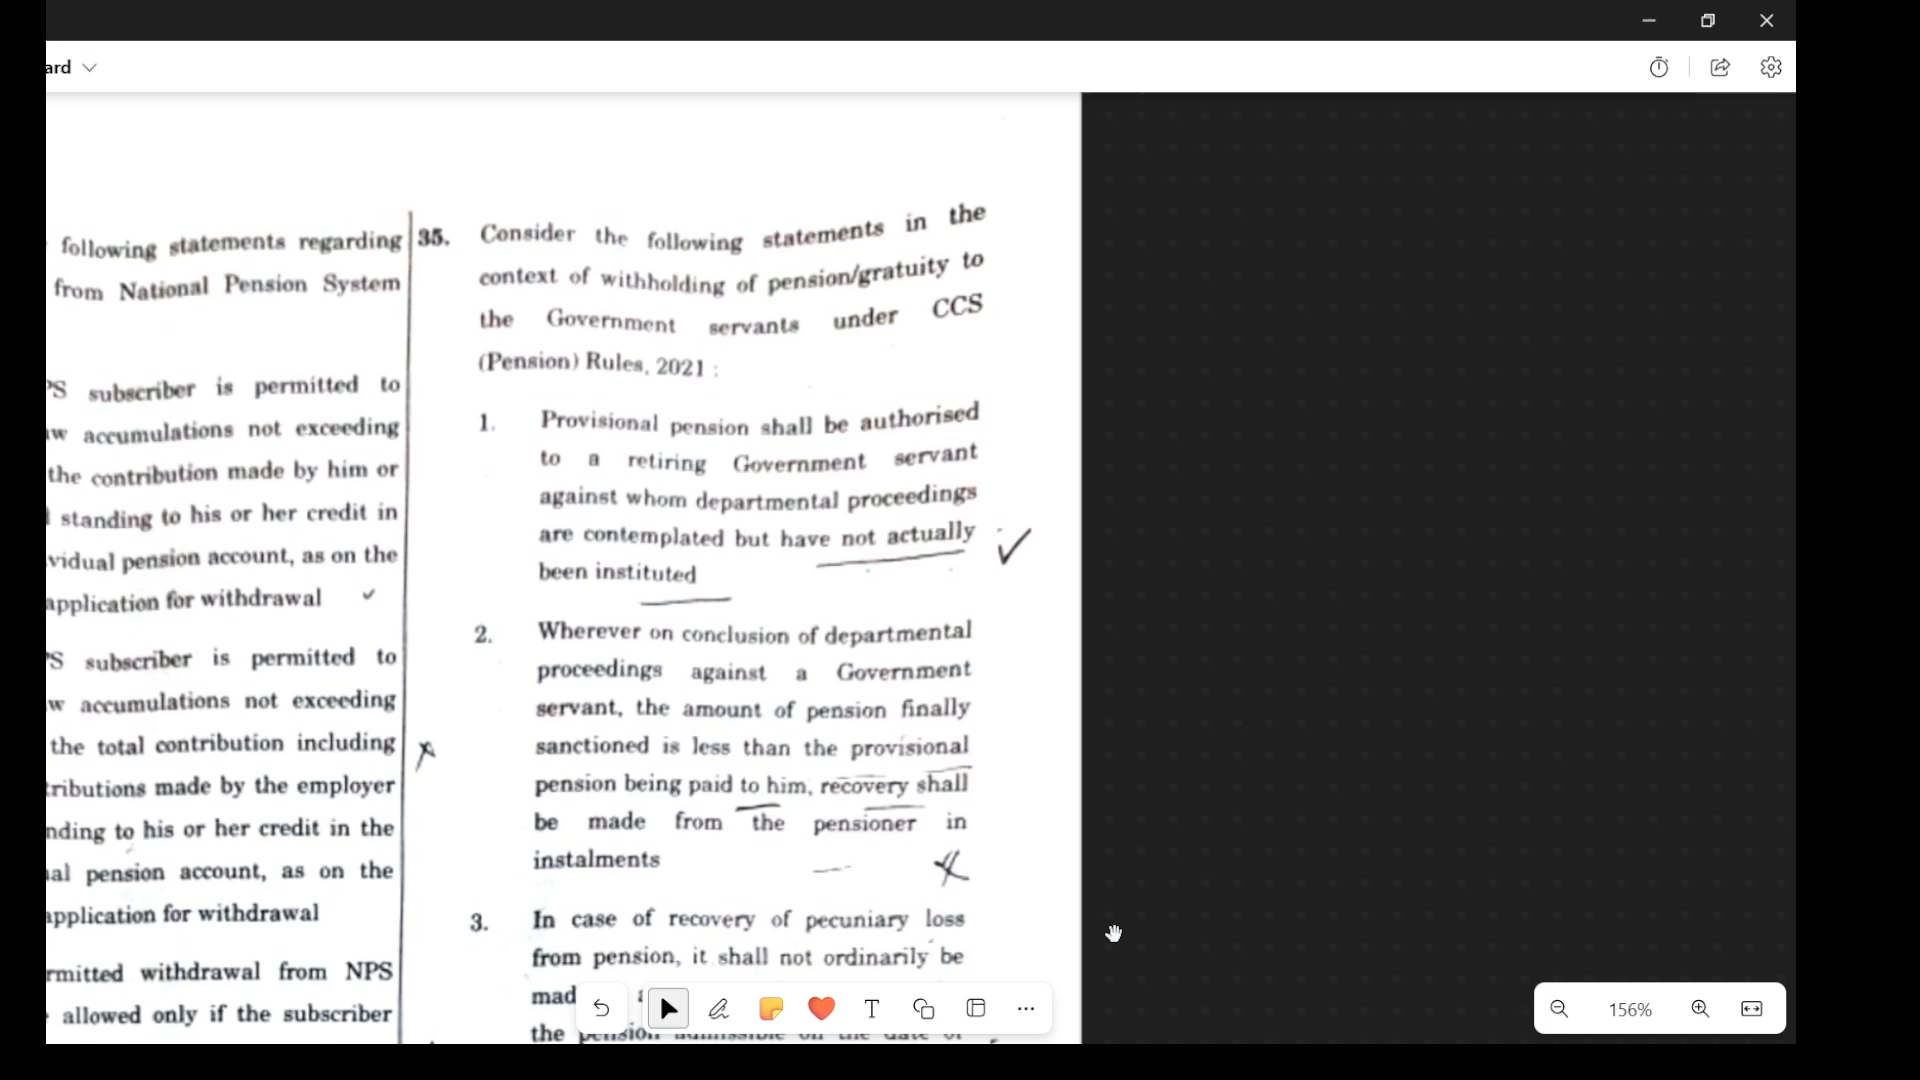 ard
following statements regarding
from National Pension System
subscriber is permitted to
accumulations not exceeding
the contribution made by him or
standing to his or her credit in
vidual pension account, as on the
application for withdrawal
subscriber is permitted to
accumulations not exceeding
the total contribution including
tributions made by the employer
nding to his or her credit in the
al pension account, as on the
application for withdrawal
rmitted withdrawal from NPS
allowed only if the subscriber
35. Consider the following statements in the
context of withholding of pension/gratuity to
the Government servants under CCS
(Pension) Rules, 2021 :
1. Provisional pension shall be authorised
to a retiring Government servant
against whom departmental proceedings
are contemplated but have not actually
been instituted
2. Wherever on conclusion of departmental
proceedings against a Government
servant, the amount of pension finally
sanctioned is less than the provisional
pension being paid to him, recovery shall
be made from the pensioner in
instalments
3. In case of recovery of pecuniary loss
from pension, it shall not ordinarily be
mad
the pension admissible on the date of
156%